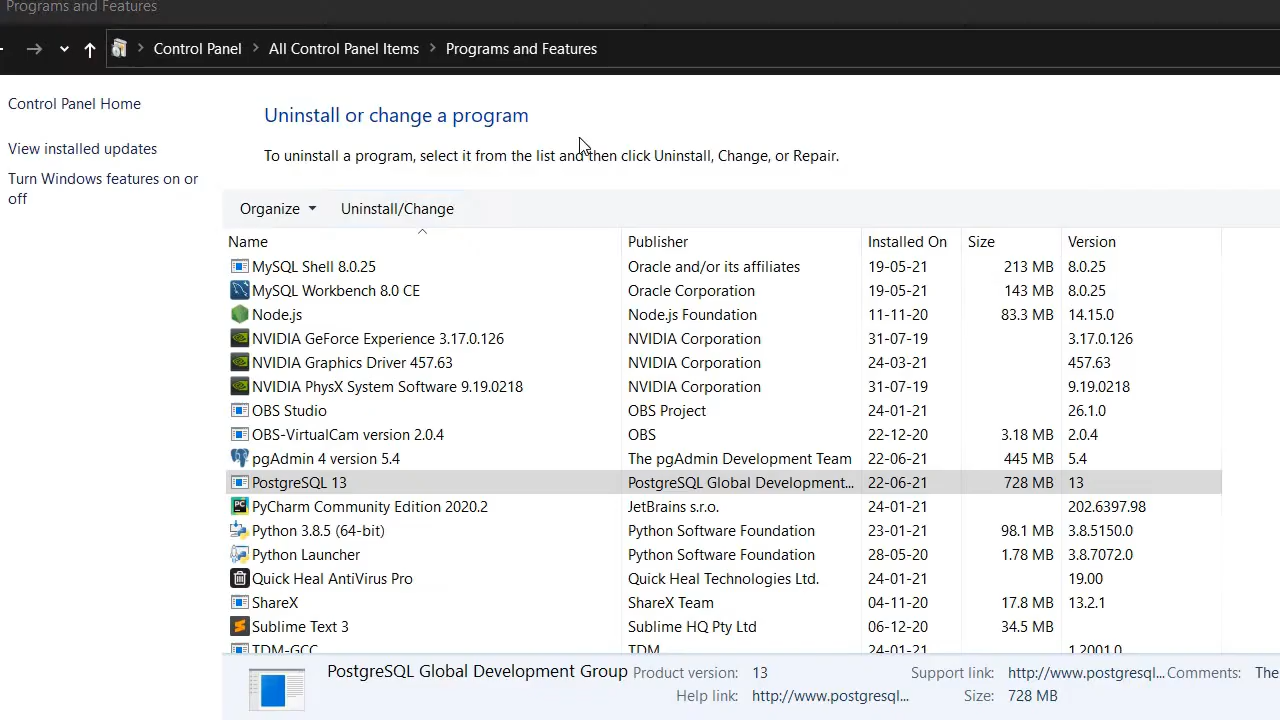 Programs and Features
Control Panel > All Control Panel Items > Programs and Features
Control Panel Home
View installed updates
Turn Windows features on or
off
Uninstall or change a program
To uninstall a program, select it from the list and then click Uninstall, Change, or Repair.
Organize Uninstall/Change
Name Publisher Installed On Size Version
MySQL Shell 8.0.25 Oracle and/or its affiliates 19-05-21 213 MB 8.0.25
MySQL Workbench 8.0 CE Oracle Corporation 19-05-21 143 MB 8.0.25
Node.js Node.js Foundation 11-11-20 83.3 MB 14.15.0
NVIDIA GeForce Experience 3.17.0.126 NVIDIA Corporation 31-07-19 3.17.0.126
NVIDIA Graphics Driver 457.63 NVIDIA Corporation 24-03-21 457.63
NVIDIA PhysX System Software 9.19.0218 NVIDIA Corporation 31-07-19 9.19.0218
OBS Studio OBS Project 24-01-21 26.1.0
OBS-VirtualCam version 2.0.4 OBS 22-12-20 3.18 MB 2.0.4
pgAdmin 4 version 5.4 The pgAdmin Development Team 22-06-21 445 MB 5.4
PostgreSQL 13 PostgreSQL Global Development... 22-06-21 728 MB 13
PyCharm Community Edition 2020.2 JetBrains s.r.o. 24-01-21 202.6397.98
Python 3.8.5 (64-bit) Python Software Foundation 23-01-21 98.1 MB 3.8.5150.0
Python Launcher Python Software Foundation 28-05-20 1.78 MB 3.8.7072.0
Quick Heal AntiVirus Pro Quick Heal Technologies Ltd. 24-01-21 19.00
ShareX ShareX Team 04-11-20 17.8 MB 13.2.1
Sublime Text 3 Sublime HQ Pty Ltd 06-12-20 34.5 MB
TDM-GCC TDM 1.2001.0
PostgreSQL Global Development Group Product version: 13 Support link: http://www.postgresql... Comments: The
Help link: http://www.postgresql... Size: 728 MB